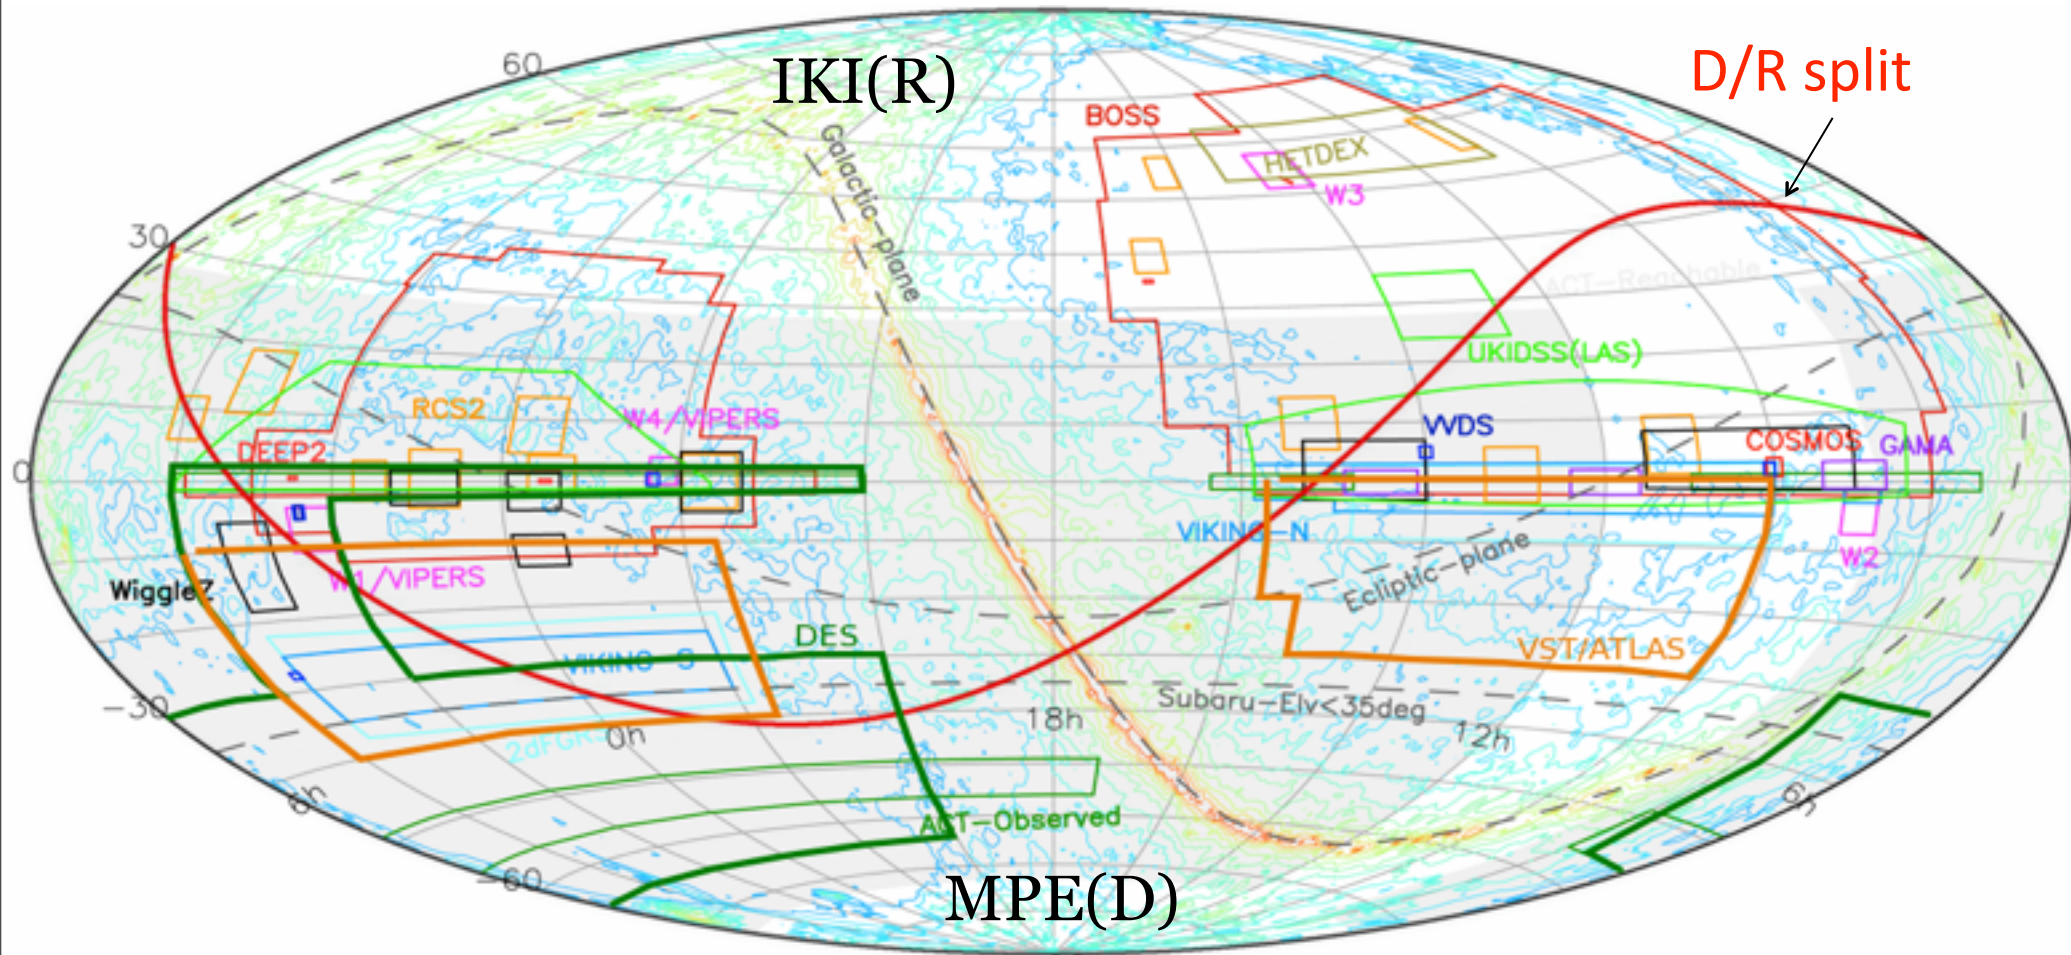 60
IKI(R)
D/R split
BOSS
Galactic-plane
HETDEX
W3
30
ACT-Reachable
UKIDSS(LAS)
RCS2
W4/VIPERS
VVDS
DEEP2
COSMOS
GAMA
0
VIKING-N
W2
Ecliptic-plane
WiggleZ
W1/VIPERS
DES
VST/ATLAS
VIKING-S
-30
Subaru-Elv<35deg
18h
0h
12h
6h
6h
ACT-Observed
-60
MPE(D)